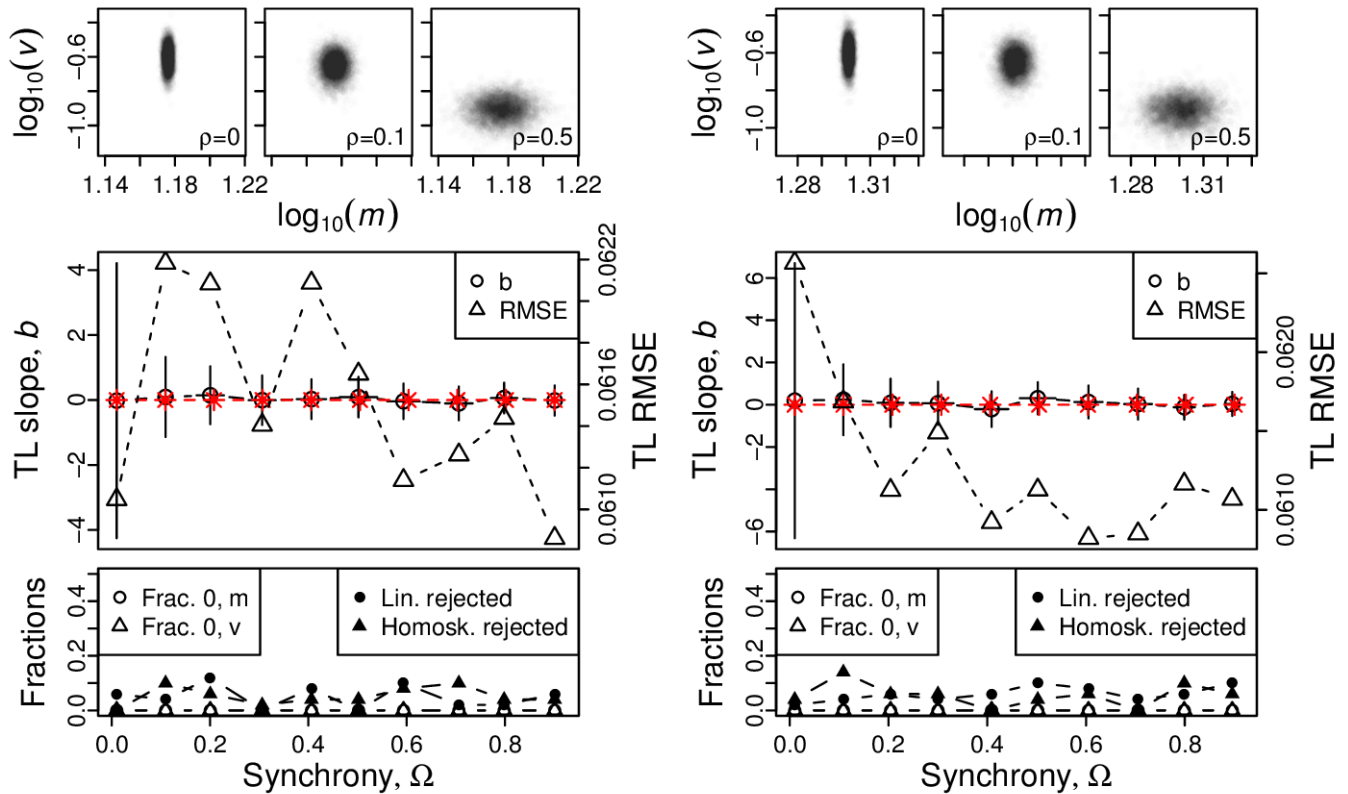 log10(v)
−0.6
−1.0
ρ=0
ρ=0.1
ρ=0.5
1.14
1.18
1.22
1.14
1.18
1.22
log10(m)
TL slope, b
4
2
0
−2
−4
b
RMSE
0.0622
0.0616
0.0610
TL RMSE
Fractions
0.4
0.2
0.0
Frac. 0, m
Frac. 0, v
Lin. rejected
Homosk. rejected
0.0
0.2
0.4
0.6
0.8
Synchrony, Ω
log10(v)
−0.6
−1.0
ρ=0
ρ=0.1
ρ=0.5
1.28
1.31
1.28
1.31
log10(m)
TL slope, b
6
4
2
0
−2
−6
b
RMSE
0.0620
0.0610
TL RMSE
Fractions
0.4
0.2
0.0
Frac. 0, m
Frac. 0, v
Lin. rejected
Homosk. rejected
0.0
0.2
0.4
0.6
0.8
Synchrony, Ω